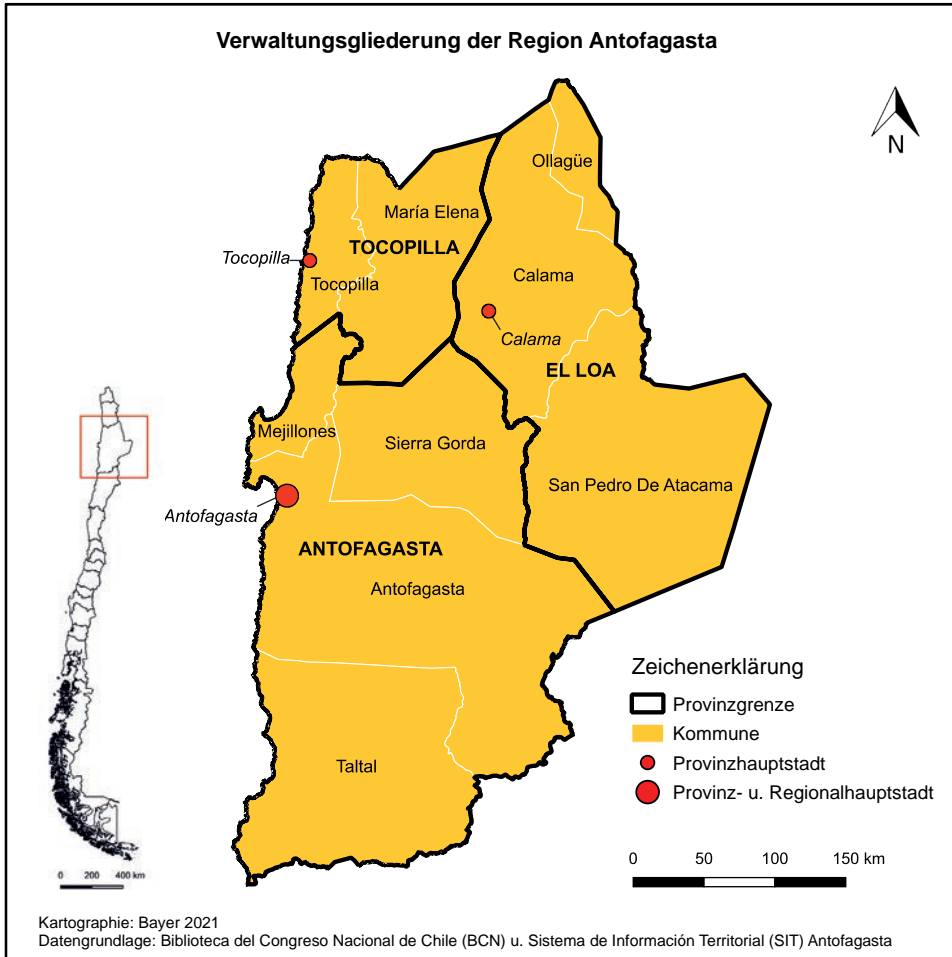 Verwaltungsgliederung der Region Antofagasta
N
Ollagüe
María Elena
TOCOPILLA
Tocopilla
Tocopilla
Calama
Calama
EL LOA
Mejillones
Sierra Gorda
San Pedro De Atacama
Antofagasta
ANTOFAGASTA
Antofagasta
Taltal
Zeichenerklärung
Provinzgrenze
Kommune
Provinzhauptstadt
Provinz- u. Regionalhauptstadt
0 50 100 150 km
0 200 400 km
Kartographie: Bayer 2021
Datengrundlage: Biblioteca del Congreso Nacional de Chile (BCN) u. Sistema de Información Territorial (SIT) Antofagasta